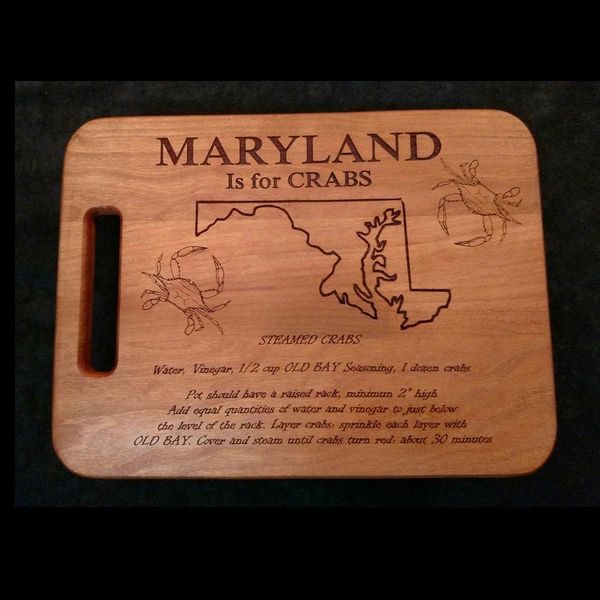 MARYLAND
Is for CRABS
STEAMED CRABS
Water, Vinegar, 1/2 cup OLD BAY Seasoning, 1 dozen crabs
Pot should have a raised rack, minimun 2" high
Add equal quantities of water and vinegar to just below
the level of the rack. Layer crabs: sprinkle each layer with
OLD BAY. Cover and steam until crabs turn red: about 30 minutes